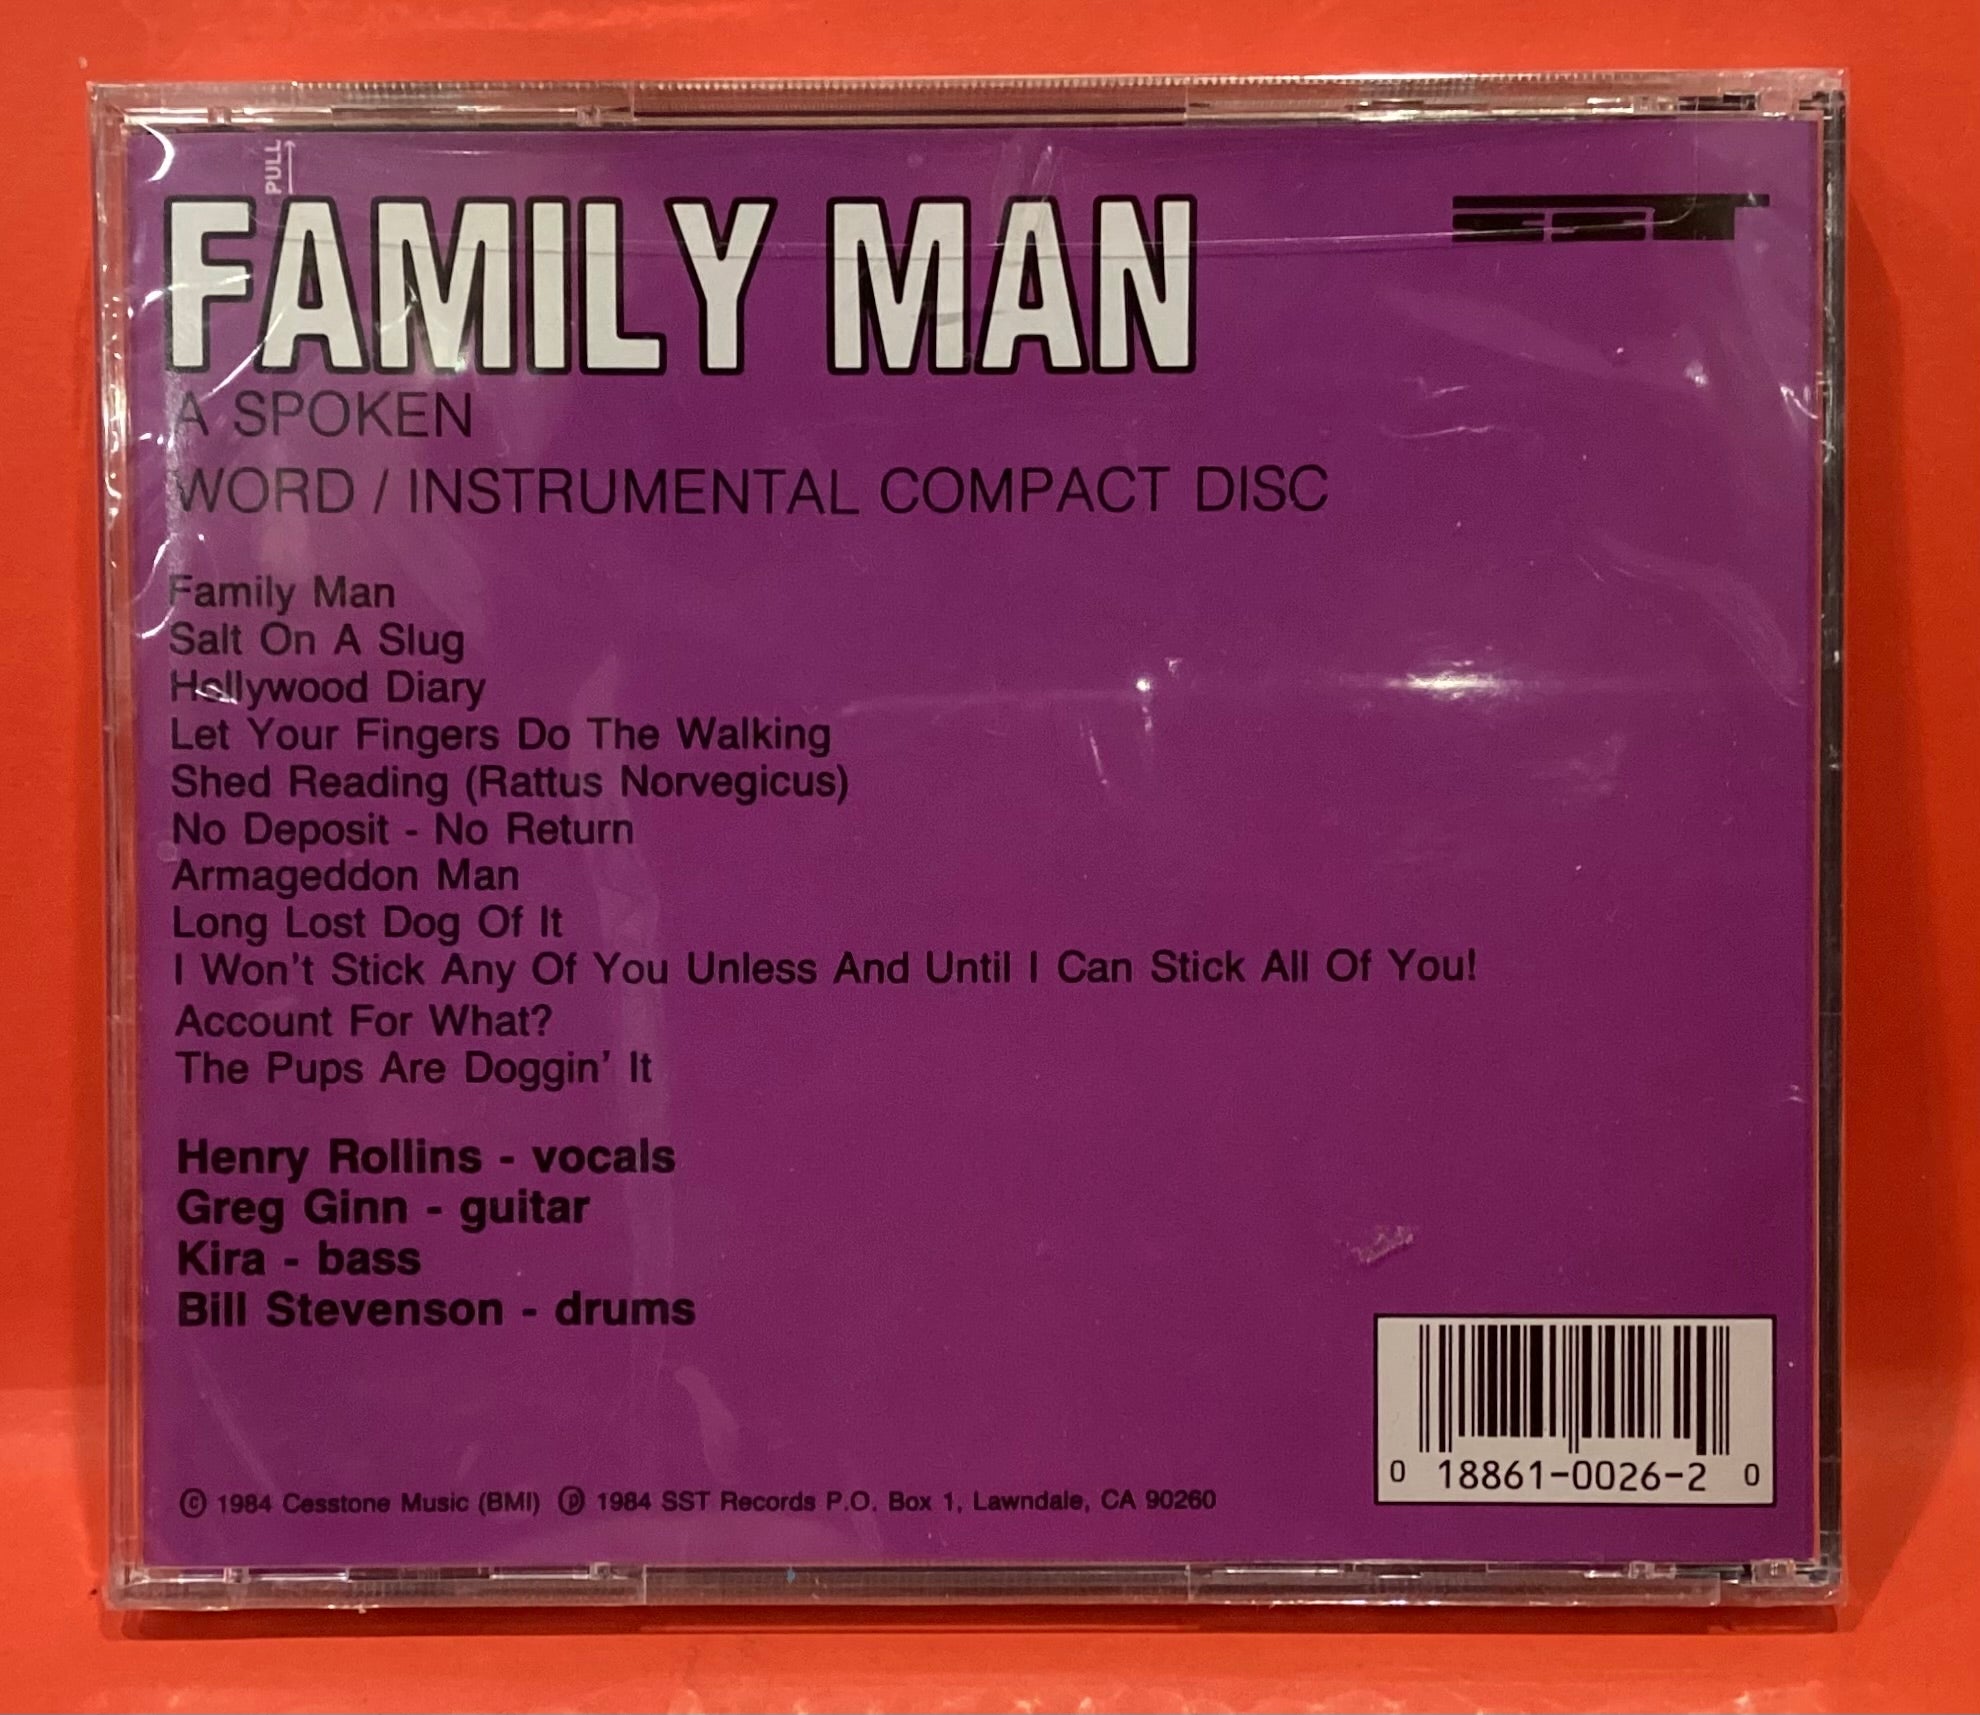 PULL
FAMILY MAN
SST
A SPOKEN
WORD / INSTRUMENTAL COMPACT DISC
Family Man
Salt On A Slug
Hollywood Diary
Let Your Fingers Do The Walking
Shed Reading (Rattus Norvegicus)
No Deposit - No Return
Armageddon Man
Long Lost Dog Of It
I Won't Stick Any Of You Unless And Until I Can Stick All Of You!
Account For What?
The Pups Are Doggin' It
Henry Rollins - vocals
Greg Ginn - guitar
Kira - bass
Bill Stevenson - drums
© 1984 Cesstone Music (BMI) ℗ 1984 SST Records P.O. Box 1, Lawndale, CA 90260
0 18861-0026-2 0